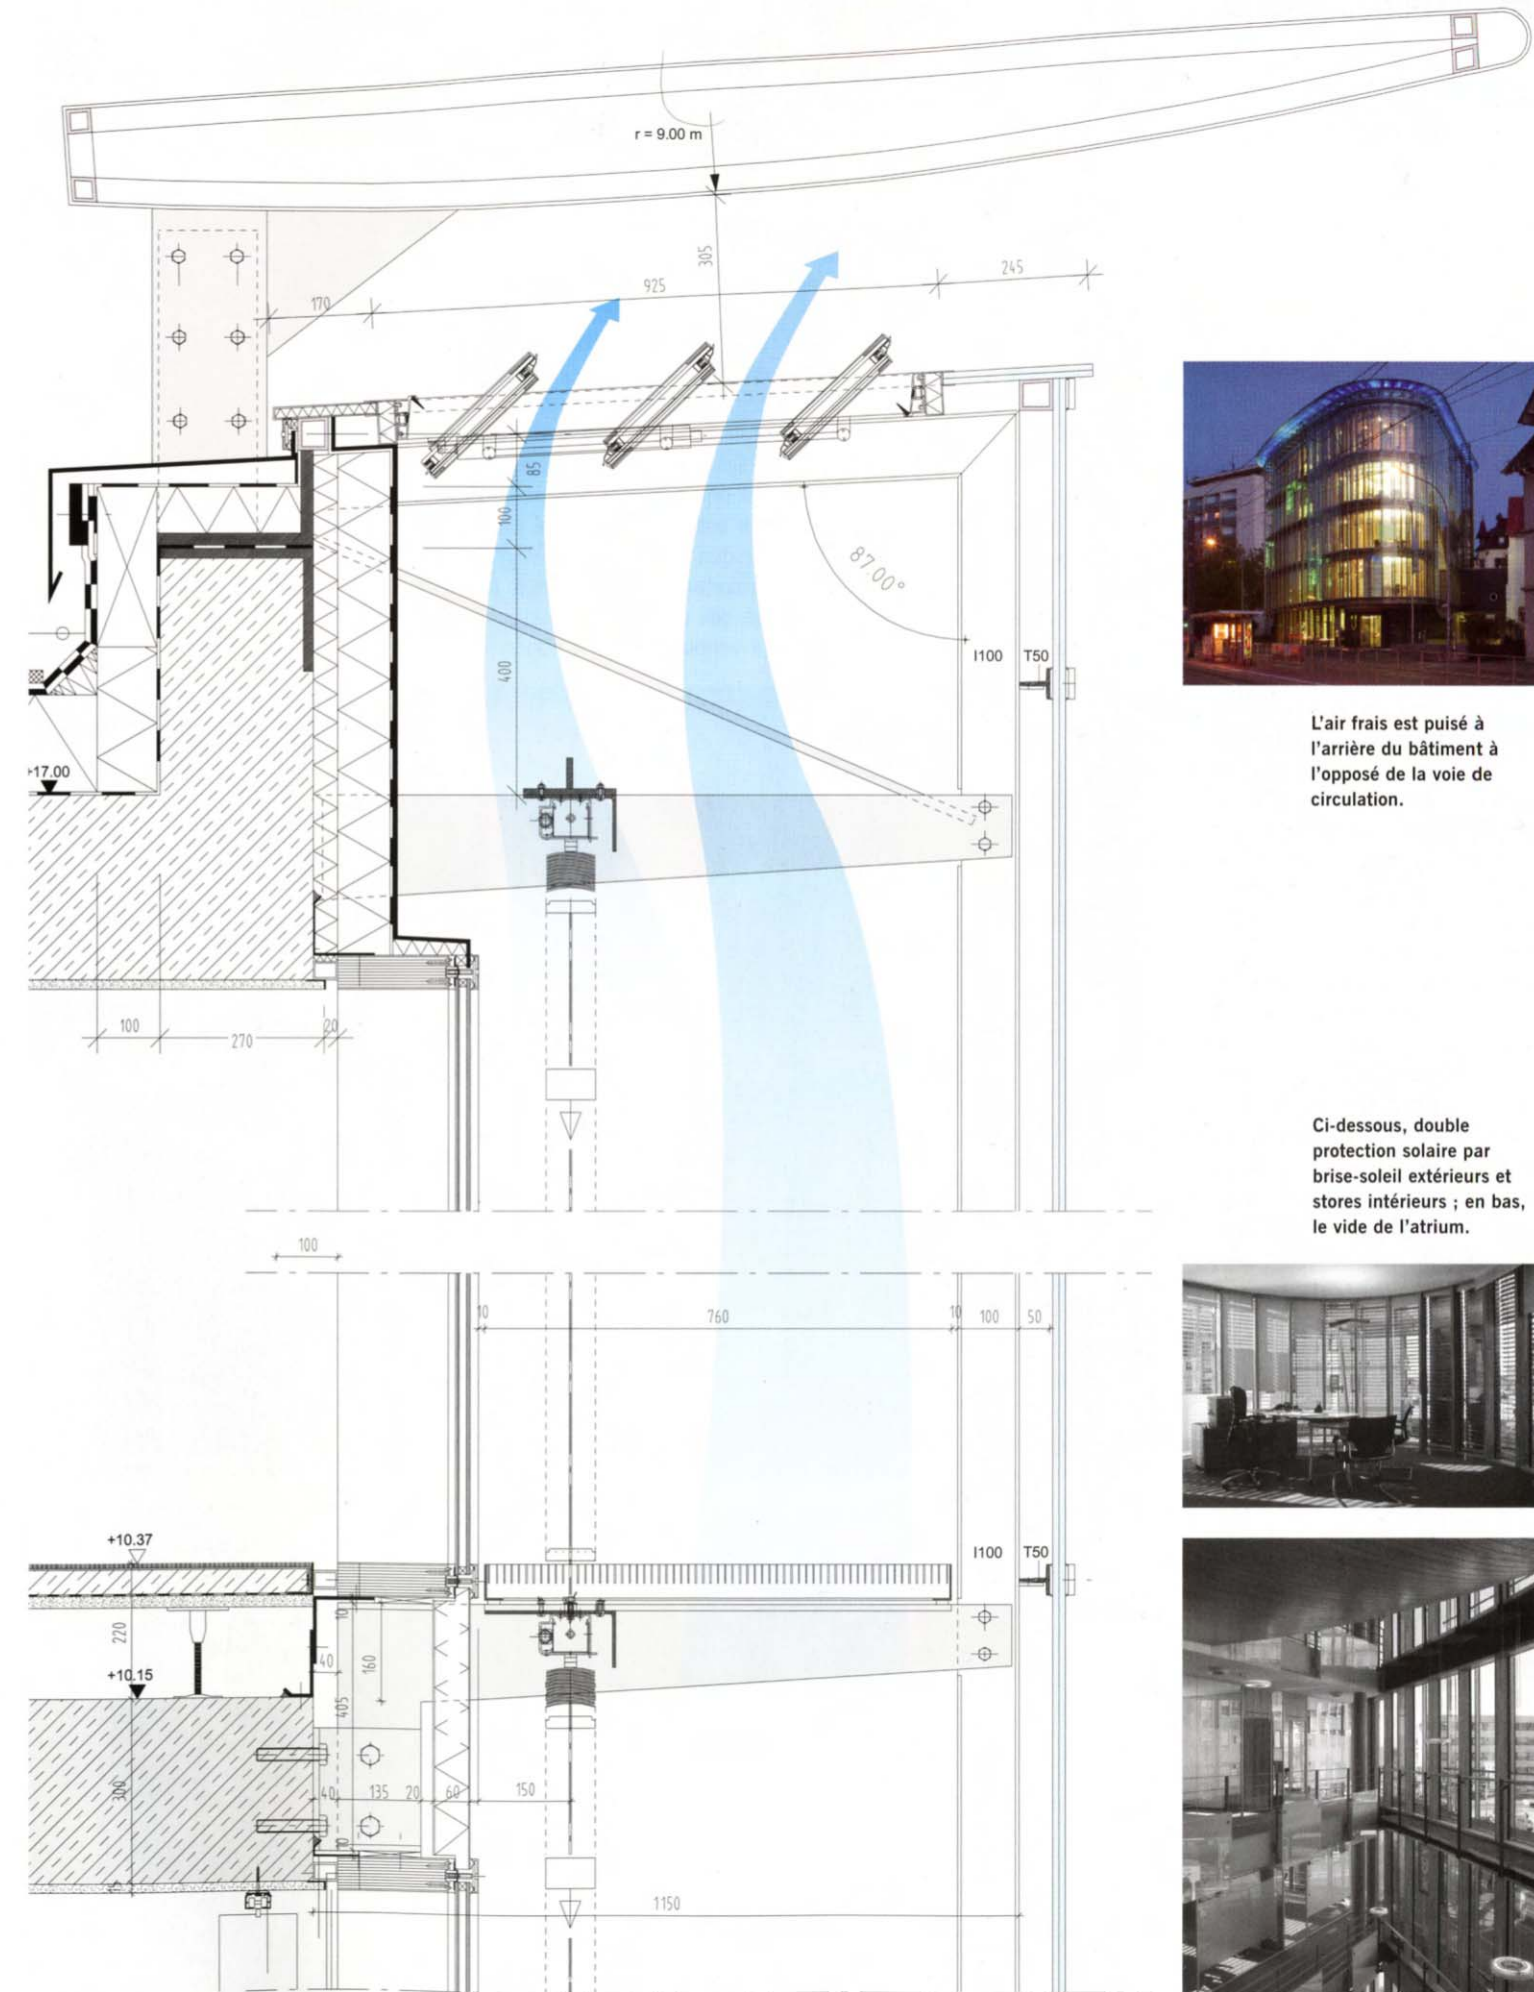 r = 9.00 m
305
925
245
170
85
100
400
87.00°
I100
T50
L'air frais est puisé à
l'arrière du bâtiment à
l'opposé de la voie de
circulation.
+17.00
100
270
20
Ci-dessous, double
protection solaire par
brise-soleil extérieurs et
stores intérieurs ; en bas,
le vide de l'atrium.
100
10
760
10
100
50
+10.37
I100
T50
220
10
40
160
+10.15
405
300
40
135
20
60
150
10
15
1150